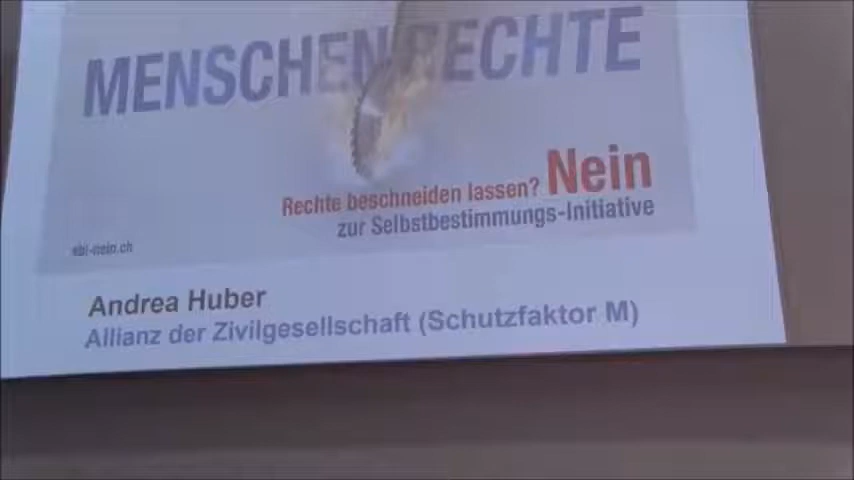 MENSCHENRECHTE
Rechte beschneiden lassen? Nein
zur Selbstbestimmungs-Initiative
sbi-nein.ch
Andrea Huber
Allianz der Zivilgesellschaft (Schutzfaktor M)